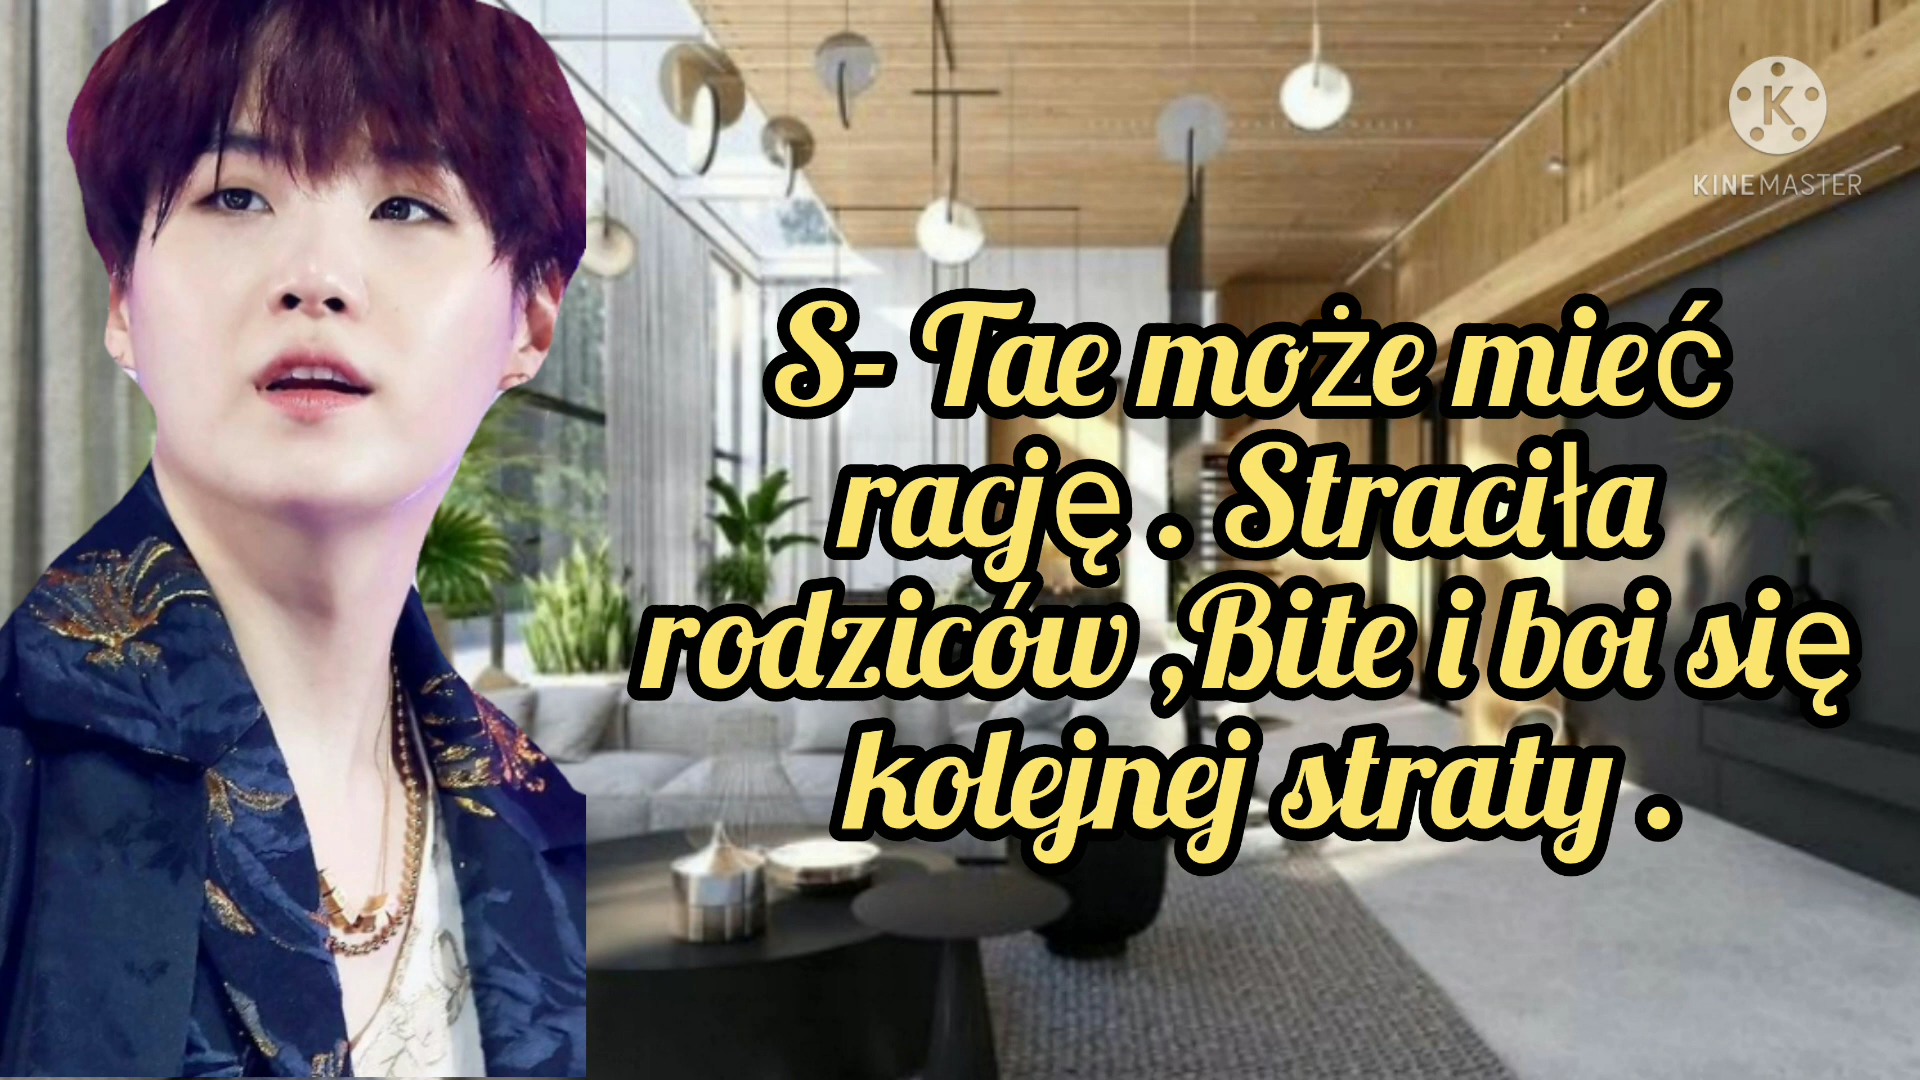 K
KINEMASTER
S- Tae może mieć
rację . Straciła
rodziców ,Bite i boi się
kolejnej straty .